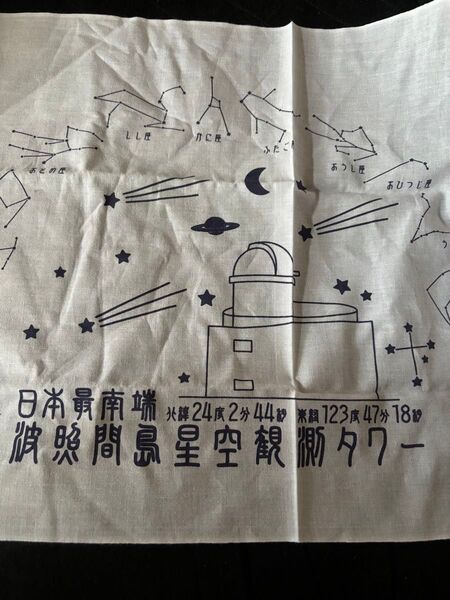 しし座
かに座
ふたご
おとめ座
おうし座
おひつじ座
日本最南端 北緯24度2分44秒 東経123度47分18秒
波照間島星空観測タワー